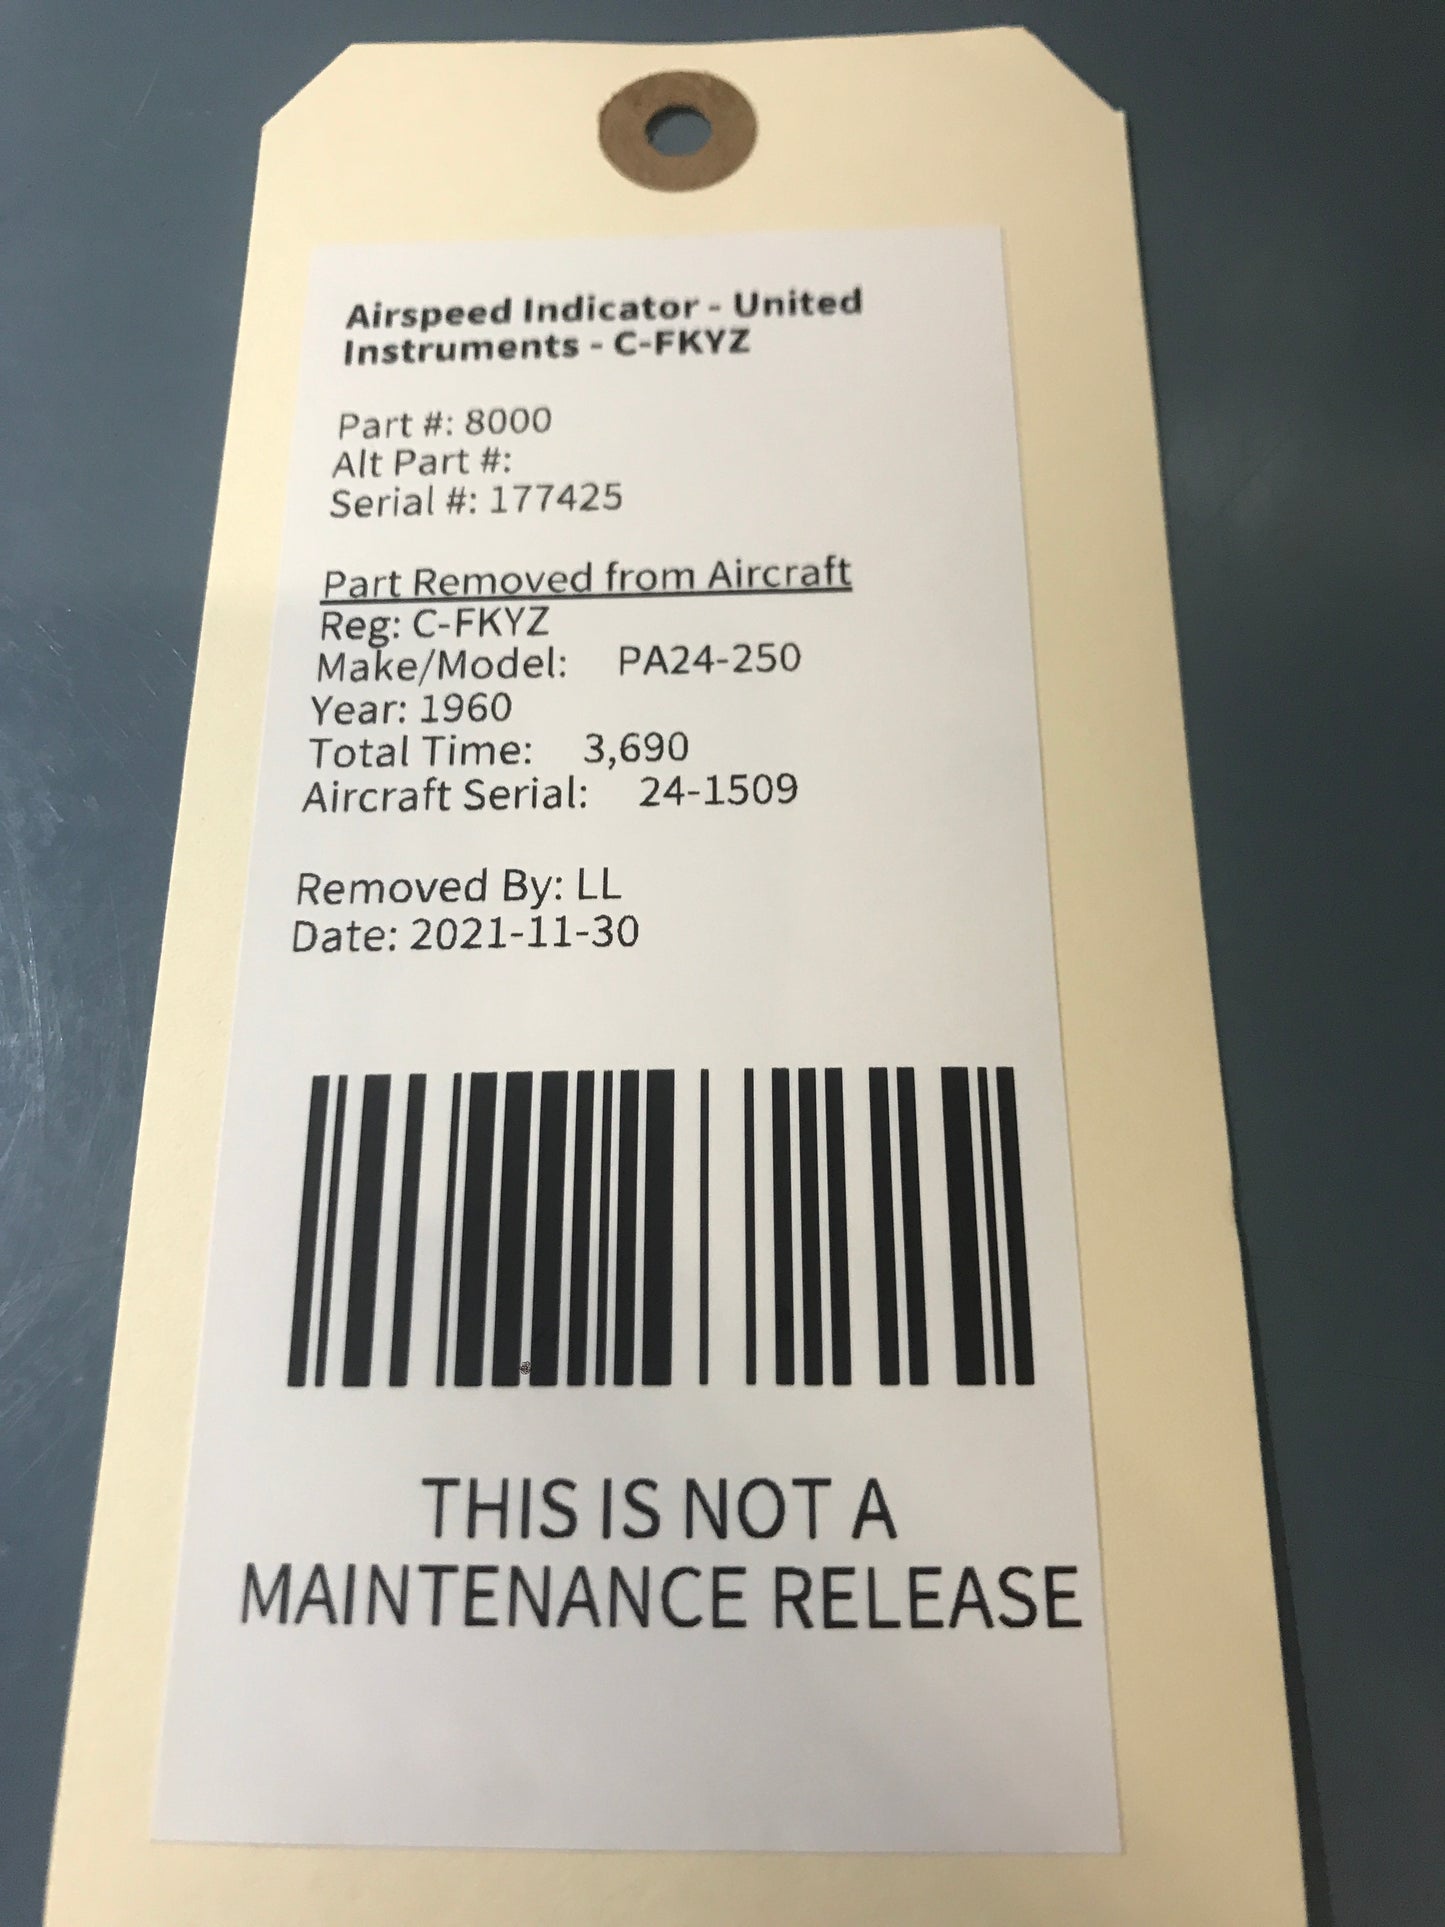 Airspeed Indicator - United
Instruments - C-FKYZ
Part #: 8000
Alt Part #:
Serial #: 177425
Part Removed from Aircraft
Reg: C-FKYZ
Make/Model: PA24-250
Year: 1960
Total Time: 3,690
Aircraft Serial: 24-1509
Removed By: LL
Date: 2021-11-30
THIS IS NOT A
MAINTENANCE RELEASE